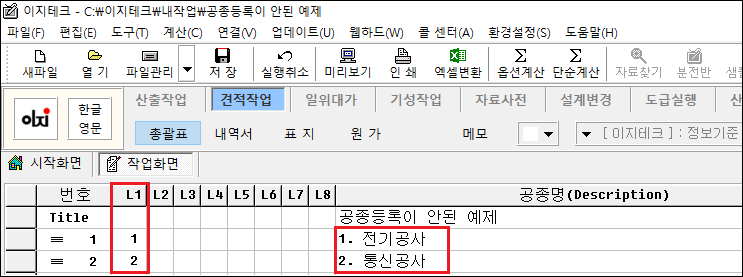 이지테크 - C:\이지테크\내작업\공종등록이 안된 예제
파일(F) 편집(E) 도구(T) 계산(C) 연결(V) 업데이트(U) 웹하드(W) 콜 센터(A) 환경설정(S) 도움말(H)
새파일 열 기 파일관리 저 장 실행취소 미리보기 인 쇄 엑셀변환 옵션계산 단순계산 자료찾기 분전반
이지 한글 영문 산출작업 견적작업 일위대가 기성작업 자료사전 설계변경 도급실행 산
총괄표 내역서 표 지 원 가 메모 [ 이지테크 ] : 정보기준
시작화면 작업화면
번호 L1 L2 L3 L4 L5 L6 L7 L8 공종명(Description)
Title 공종등록이 안된 예제
1 1 1. 전기공사
2 2 2. 통신공사